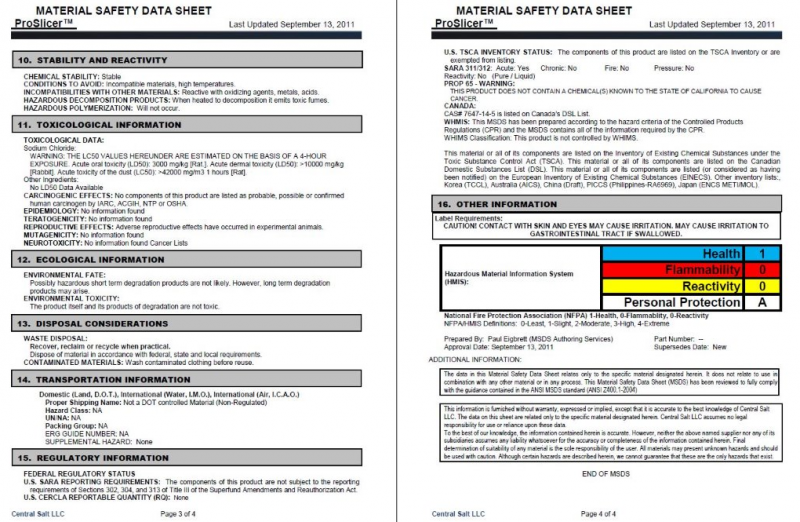 MATERIAL SAFETY DATA SHEET
ProSlicer™ Last Updated September 13, 2011
10. STABILITY AND REACTIVITY
CHEMICAL STABILITY: Stable
CONDITIONS TO AVOID: Incompatible materials, high temperatures.
INCOMPATIBILITIES WITH OTHER MATERIALS: Reactive with oxidizing agents, metals, acids.
HAZARDOUS DECOMPOSITION PRODUCTS: When heated to decomposition it emits toxic fumes.
HAZARDOUS POLYMERIZATION: Will not occur.
11. TOXICOLOGICAL INFORMATION
TOXICOLOGICAL DATA:
Sodium Chloride:
WARNING: THE LC50 VALUES HEREUNDER ARE ESTIMATED ON THE BASIS OF A 4-HOUR
EXPOSURE. Acute oral toxicity (LD50): 3000 mg/kg [Rat.]. Acute dermal toxicity (LD50): >10000 mg/kg
[Rabbit]. Acute toxicity of the dust (LC50): >42000 mg/m3 1 hours [Rat].
Other Ingredients:
No LD50 Data Available
CARCINOGENIC EFFECTS: No components of this product are listed as probable, possible or confirmed
human carcinogen by IARC, ACGIH, NTP or OSHA.
EPIDEMIOLOGY: No information found
TERATOGENICITY: No information found
REPRODUCTIVE EFFECTS: Adverse reproductive effects have occurred in experimental animals.
MUTAGENICITY: No information found
NEUROTOXICITY: No information found Cancer Lists
12. ECOLOGICAL INFORMATION
ENVIRONMENTAL FATE:
Possibly hazardous short term degradation products are not likely. However, long term degradation
products may arise.
ENVIRONMENTAL TOXICITY:
The product itself and its products of degradation are not toxic.
13. DISPOSAL CONSIDERATIONS
WASTE DISPOSAL:
Recover, reclaim or recycle when practical.
Dispose of material in accordance with federal, state and local requirements.
CONTAMINATED MATERIALS: Wash contaminated clothing before reuse.
14. TRANSPORTATION INFORMATION
Domestic (Land, D.O.T.), International (Water, I.M.O.), International (Air, I.C.A.O.)
Proper Shipping Name: Not a DOT controlled Material (Non-Regulated)
Hazard Class: NA
UN/NA: NA
Packing Group: NA
ERG GUIDE NUMBER: NA
SUPPLEMENTAL HAZARD: None
15. REGULATORY INFORMATION
FEDERAL REGULATORY STATUS
U.S. SARA REPORTING REQUIREMENTS: The components of this product are not subject to the reporting
requirements of Sections 302, 304, and 313 of Title III of the Superfund Amendments and Reauthorization Act.
U.S. CERCLA REPORTABLE QUANTITY (RQ): None
Central Salt LLC Page 3 of 4
MATERIAL SAFETY DATA SHEET
ProSlicer™ Last Updated September 13, 2011
U.S. TSCA INVENTORY STATUS: The components of this product are listed on the TSCA Inventory or are
exempted from listing.
SARA 311/312: Acute: Yes Chronic: No Fire: No Pressure: No
Reactivity: No (Pure / Liquid)
PROP 65 - WARNING:
THIS PRODUCT DOES NOT CONTAIN A CHEMICAL(S) KNOWN TO THE STATE OF CALIFORNIA TO CAUSE
CANCER.
CANADA:
CAS# 7647-14-5 is listed on Canada's DSL List.
WHMIS: This MSDS has been prepared according to the hazard criteria of the Controlled Products
Regulations (CPR) and the MSDS contains all of the information required by the CPR.
WHIMS Classification: This product is not controlled by WHIMS.
This material or all of its components are listed on the Inventory of Existing Chemical Substances under the
Toxic Substance Control Act (TSCA). This material or all of its components are listed on the Canadian
Domestic Substances List (DSL). This material or all of its components are listed (or considered as having
been notified) on the European Inventory of Existing Chemical Substances (EINECS). Other inventory lists:,
Korea (TCCL), Australia (AICS), China (Draft), PICCS (Philippines-RA6969), Japan (ENCS METI/MOL).
16. OTHER INFORMATION
Label Requirements:
CAUTION! CONTACT WITH SKIN AND EYES MAY CAUSE IRRITATION. MAY CAUSE IRRITATION TO
GASTROINTESTINAL TRACT IF SWALLOWED.
Hazardous Material Information System
(HMIS):
Health 1
Flammability 0
Reactivity 0
Personal Protection A
National Fire Protection Association (NFPA) 1-Health, 0-Flammablity, 0-Reactivity
NFPA/HMIS Definitions: 0-Least, 1-Slight, 2-Moderate, 3-High, 4-Extreme
Prepared By: Paul Eigbrett (MSDS Authoring Services) Part Number: --
Approval Date: September 13, 2011 Supersedes Date: New
ADDITIONAL INFORMATION:
The data in this Material Safety Data Sheet relates only to the specific material designated herein. It does not relate to use in
combination with any other material or in any process. This Material Safety Data Sheet (MSDS) has been reviewed to fully comply
with the guidance contained in the ANSI MSDS standard (ANSI Z400.1-2004)
This information is furnished without warranty, expressed or implied, except that it is accurate to the best knowledge of Central Salt
LLC. The data on this sheet are related only to the specific material designated herein. Central Salt LLC assumes no legal
responsibility for use or reliance upon these data.
To the best of our knowledge, the information contained herein is accurate. However, neither the above named supplier nor any of its
subsidiaries assumes any liability whatsoever for the accuracy or completeness of the information contained herein. Final
determination of suitability of any material is the sole responsibility of the user. All materials may present unknown hazards and should
be used with caution. Although certain hazards are described herein, we cannot guarantee that these are the only hazards that exist.
END OF MSDS
Central Salt LLC Page 4 of 4